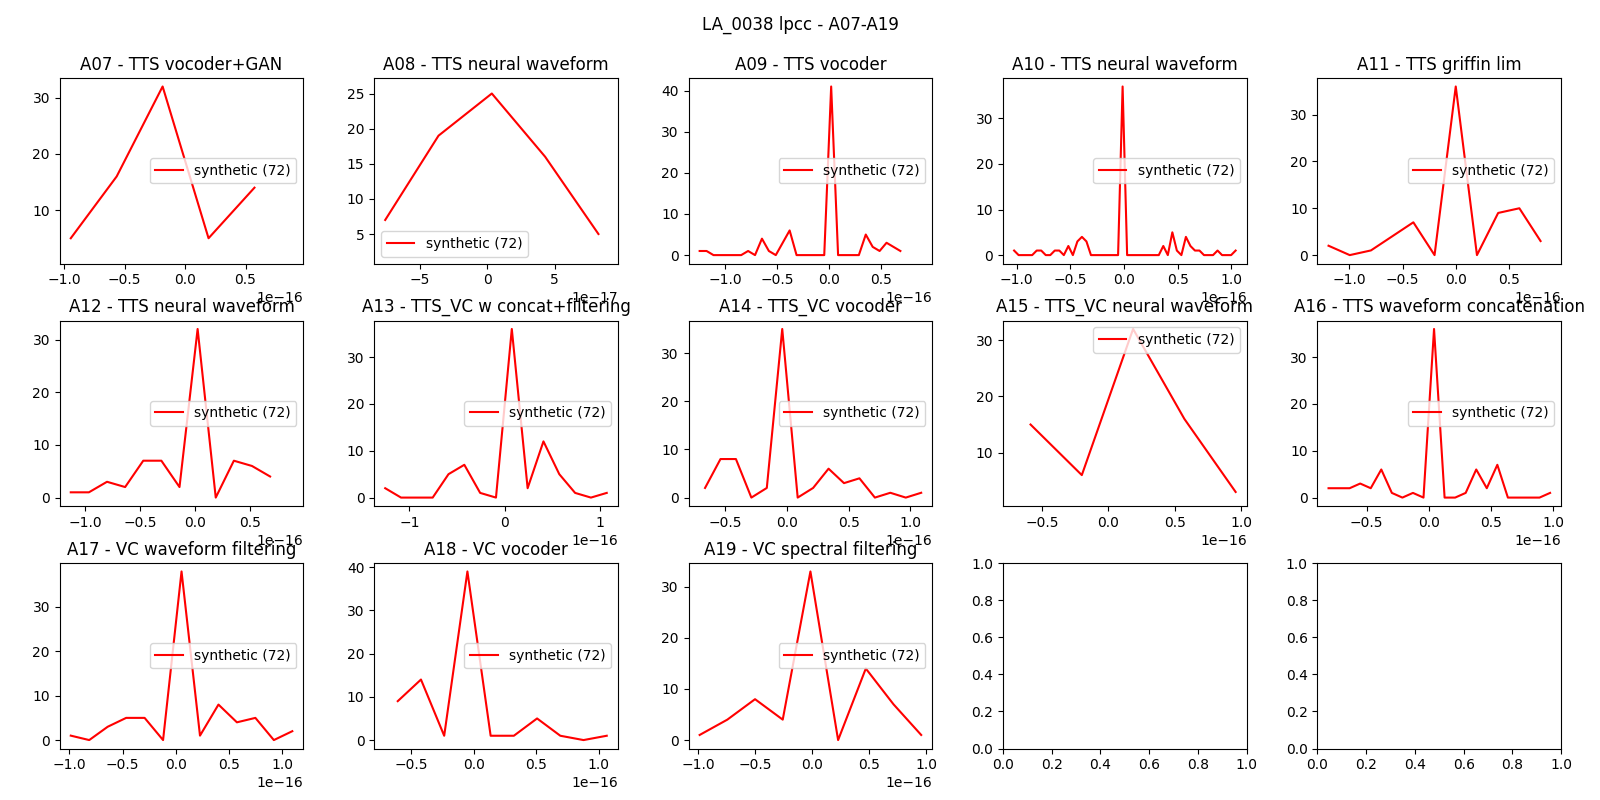 LA_0038 lpcc - A07-A19
A07 - TTS vocoder+GAN
30
20
10
synthetic (72)
−1.0 −0.5 0.0 0.5
1e−16
A08 - TTS neural waveform
25
20
15
10
5
synthetic (72)
−5 0 5
1e−17
A09 - TTS vocoder
40
30
20
10
0
synthetic (72)
−1.0 −0.5 0.0 0.5
1e−16
A10 - TTS neural waveform
30
20
10
0
synthetic (72)
−1.0 −0.5 0.0 0.5 1.0
1e−16
A11 - TTS griffin lim
30
20
10
0
synthetic (72)
−1.0 −0.5 0.0 0.5
1e−16
A12 - TTS neural waveform
30
20
10
0
synthetic (72)
−1.0 −0.5 0.0 0.5
1e−16
A13 - TTS_VC w concat+filtering
30
20
10
0
synthetic (72)
−1 0 1
1e−16
A14 - TTS_VC vocoder
30
20
10
0
synthetic (72)
−0.5 0.0 0.5 1.0
1e−16
A15 - TTS_VC neural waveform
30
20
10
synthetic (72)
−0.5 0.0 0.5 1.0
1e−16
A16 - TTS waveform concatenation
30
20
10
0
synthetic (72)
−0.5 0.0 0.5 1.0
1e−16
A17 - VC waveform filtering
30
20
10
0
synthetic (72)
−1.0 −0.5 0.0 0.5 1.0
1e−16
A18 - VC vocoder
40
30
20
10
0
synthetic (72)
−0.5 0.0 0.5 1.0
1e−16
A19 - VC spectral filtering
30
20
10
0
synthetic (72)
−1.0 −0.5 0.0 0.5 1.0
1e−16
1.0
0.8
0.6
0.4
0.2
0.0
0.0 0.2 0.4 0.6 0.8 1.0
1.0
0.8
0.6
0.4
0.2
0.0
0.0 0.2 0.4 0.6 0.8 1.0